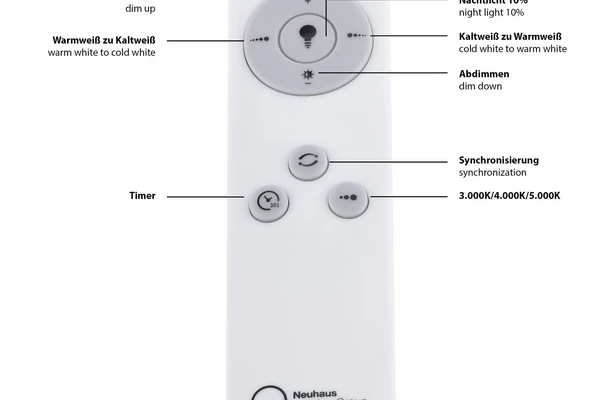 dim up
Nachtlicht 10%
night light 10%
Warmweiß zu Kaltweiß
warm white to cold white
Kaltweiß zu Warmweiß
cold white to warm white
Abdimmen
dim down
Synchronisierung
synchronization
Timer
3.000K/4.000K/5.000K
30S
Neuhaus